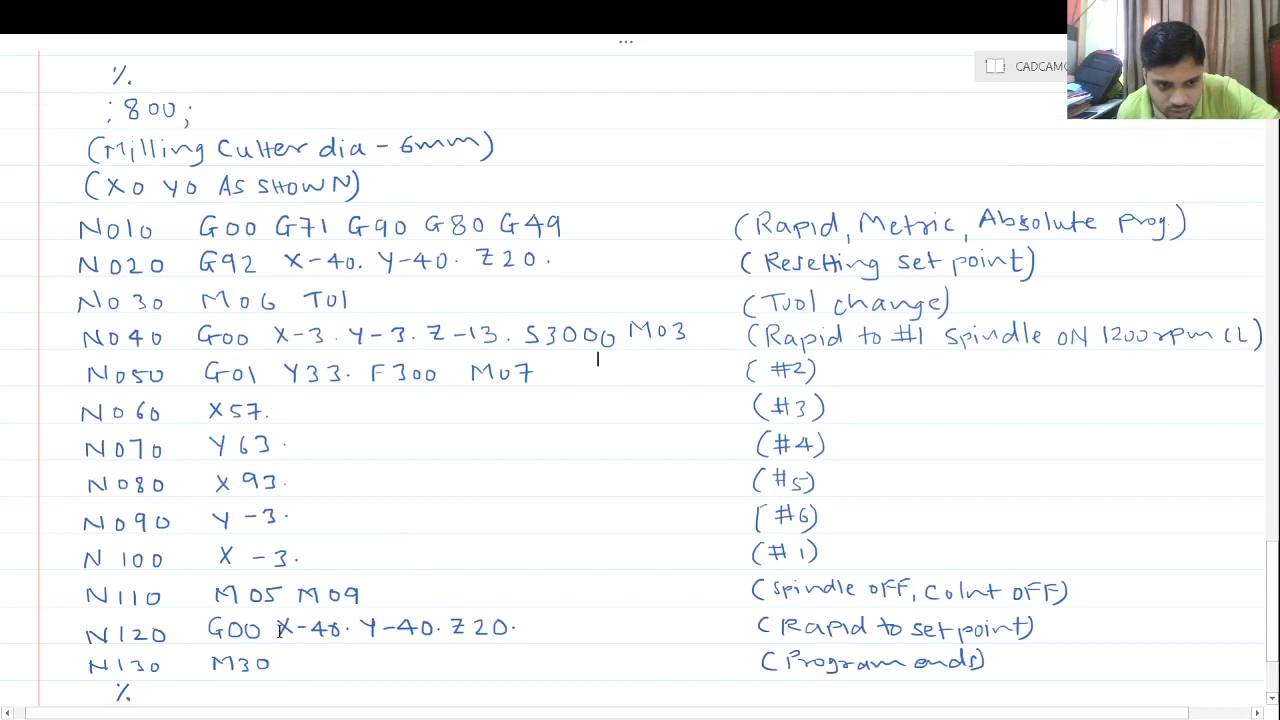 ...
CADCAMC
%
:800;
(Milling Cutter dia - 6mm)
(X0 Y0 AS SHOWN)
N010 G00 G71 G90 G80 G49 (Rapid, Metric, Absolute prog.)
N020 G92 X-40. Y-40. Z20. (Resetting set point)
N030 M06 T01 (Tool change)
N040 G00 X-3. Y-3. Z-13. S3000 M03 (Rapid to #1 spindle ON 1200rpm CL)
N050 G01 Y33. F300 M07 (#2)
N060 X57. (#3)
N070 Y63. (#4)
N080 X93. (#5)
N090 Y-3. (#6)
N100 X-3. (#1)
N110 M05 M09 (Spindle OFF, Colnt OFF)
N120 G00 X-40. Y-40. Z20. (Rapid to set point)
N130 M30 (Program ends)
%